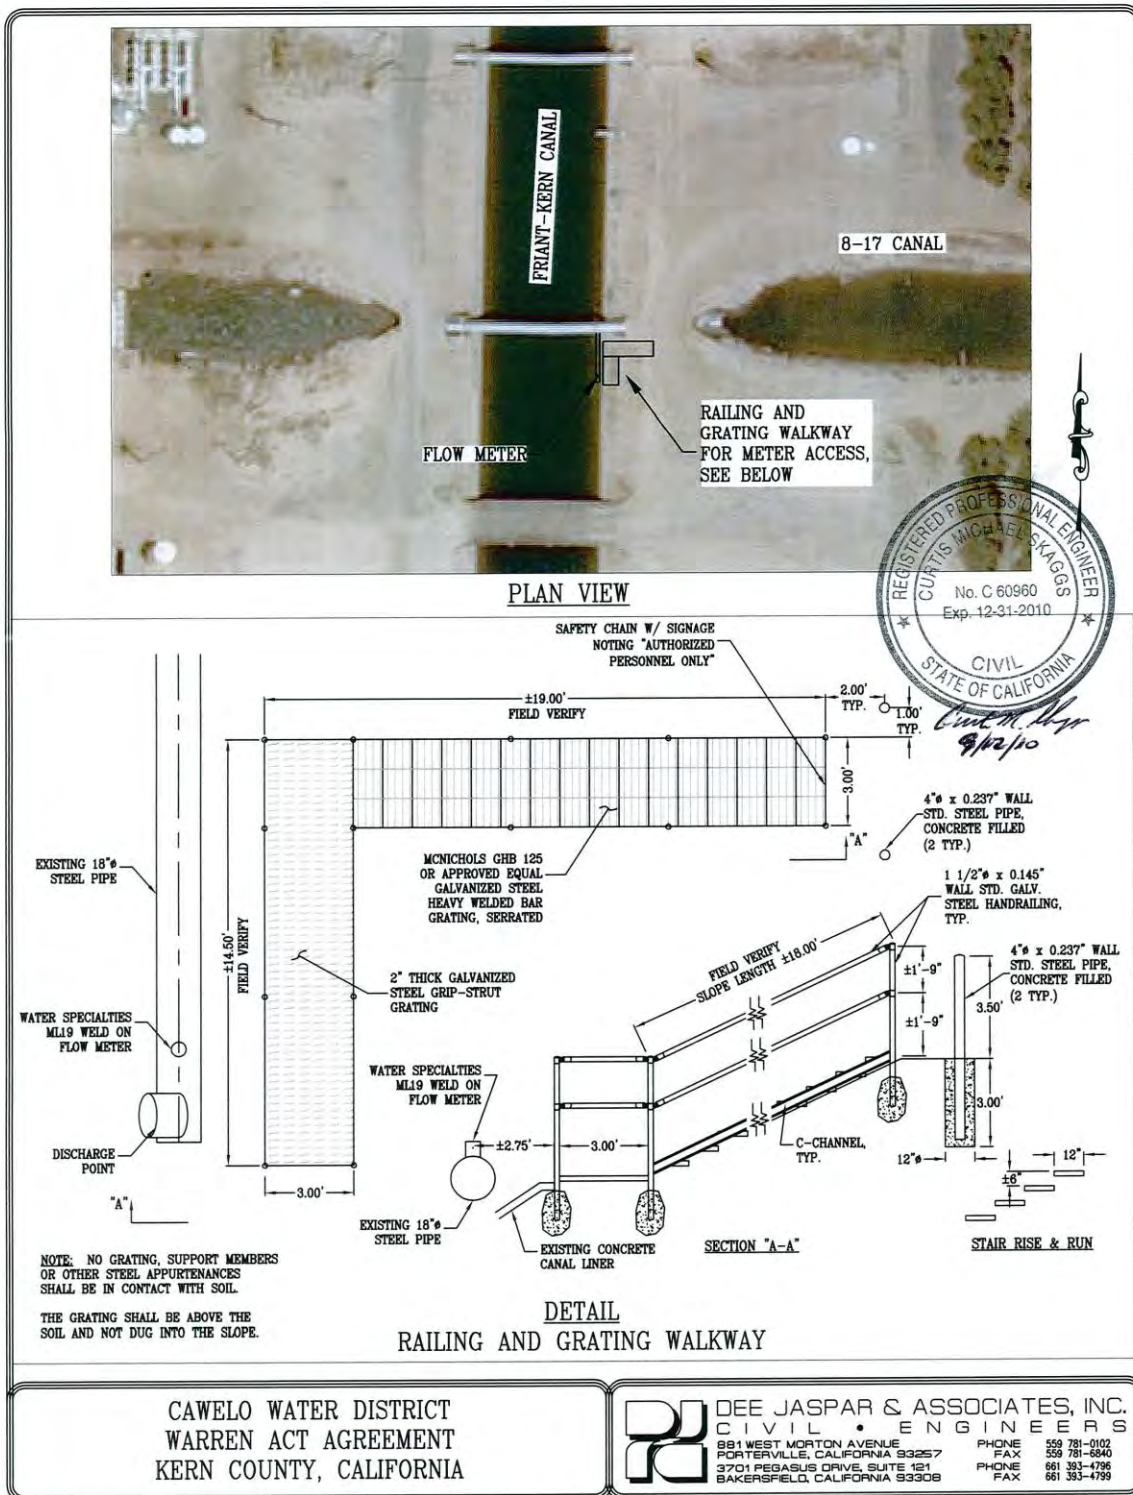 FRIANT-KERN CANAL
8-17 CANAL
FLOW METER
RAILING AND
GRATING WALKWAY
FOR METER ACCESS,
SEE BELOW
REGISTERED PROFESSIONAL ENGINEER
CURTIS MICHAEL SKAGGS
No. C 60960
Exp. 12-31-2010
CIVIL
STATE OF CALIFORNIA
PLAN VIEW
SAFETY CHAIN W/ SIGNAGE
NOTING "AUTHORIZED
PERSONNEL ONLY"
±19.00'
FIELD VERIFY
2.00'
TYP.
1.00'
TYP.
3.00'
"A"
4"ø x 0.237" WALL
STD. STEEL PIPE,
CONCRETE FILLED
(2 TYP.)
EXISTING 18"ø
STEEL PIPE
±14.50'
FIELD VERIFY
MCNICHOLS GHB 125
OR APPROVED EQUAL
GALVANIZED STEEL
HEAVY WELDED BAR
GRATING, SERRATED
1 1/2"ø x 0.145"
WALL STD. GALV.
STEEL HANDRAILING,
TYP.
2" THICK GALVANIZED
STEEL GRIP-STRUT
GRATING
FIELD VERIFY
SLOPE LENGTH ±18.00'
±1'-9"
±1'-9"
4"ø x 0.237" WALL
STD. STEEL PIPE,
CONCRETE FILLED
(2 TYP.)
3.50'
3.00'
12"ø
WATER SPECIALTIES
ML19 WELD ON
FLOW METER
WATER SPECIALTIES
ML19 WELD ON
FLOW METER
±2.75'
3.00'
C-CHANNEL,
TYP.
DISCHARGE
POINT
"A"
3.00'
EXISTING 18"ø
STEEL PIPE
EXISTING CONCRETE
CANAL LINER
SECTION "A-A"
12"
±6"
STAIR RISE & RUN
NOTE: NO GRATING, SUPPORT MEMBERS
OR OTHER STEEL APPURTENANCES
SHALL BE IN CONTACT WITH SOIL.
THE GRATING SHALL BE ABOVE THE
SOIL AND NOT DUG INTO THE SLOPE.
DETAIL
RAILING AND GRATING WALKWAY
CAWELO WATER DISTRICT
WARREN ACT AGREEMENT
KERN COUNTY, CALIFORNIA
DEE JASPAR & ASSOCIATES, INC.
CIVIL • ENGINEERS
881 WEST MORTON AVENUE
PORTERVILLE, CALIFORNIA 93257
3701 PEGASUS DRIVE, SUITE 121
BAKERSFIELD, CALIFORNIA 93308
PHONE 559 781-0102
FAX 559 781-6840
PHONE 661 393-4796
FAX 661 393-4799